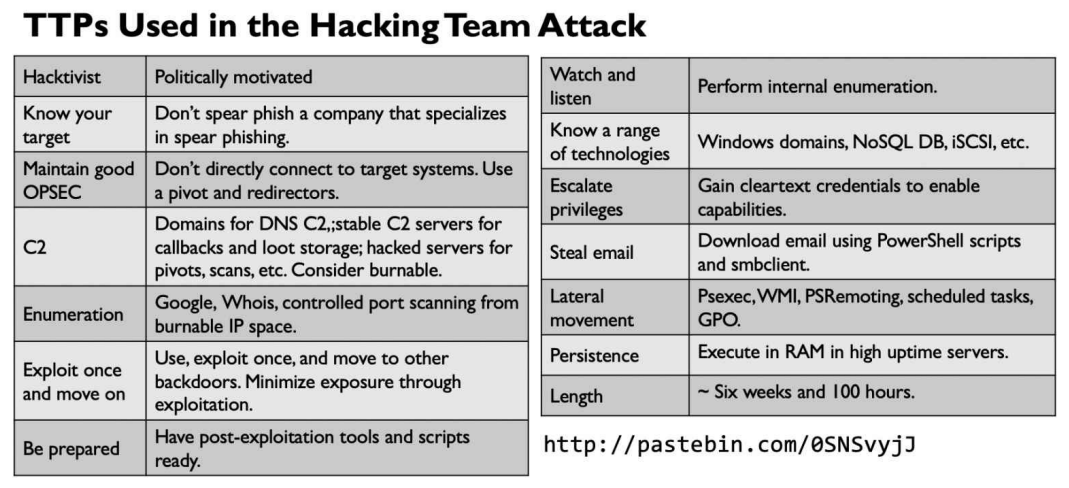 TTPs Used in the Hacking Team Attack
Hacktivist
Politically motivated
Know your
target
Don't spear phish a company that specializes
in spear phishing.
Maintain good
OPSEC
Don't directly connect to target systems. Use
a pivot and redirectors.
C2
Domains for DNS C2,;stable C2 servers for
callbacks and loot storage; hacked servers for
pivots, scans, etc. Consider burnable.
Enumeration
Google, Whois, controlled port scanning from
burnable IP space.
Exploit once
and move on
Use, exploit once, and move to other
backdoors. Minimize exposure through
exploitation.
Be prepared
Have post-exploitation tools and scripts
ready.
Watch and
listen
Perform internal enumeration.
Know a range
of technologies
Windows domains, NoSQL DB, iSCSI, etc.
Escalate
privileges
Gain cleartext credentials to enable
capabilities.
Steal email
Download email using PowerShell scripts
and smbclient.
Lateral
movement
Psexec, WMI, PSRemoting, scheduled tasks,
GPO.
Persistence
Execute in RAM in high uptime servers.
Length
~ Six weeks and 100 hours.
http://pastebin.com/0SNSvyjJ